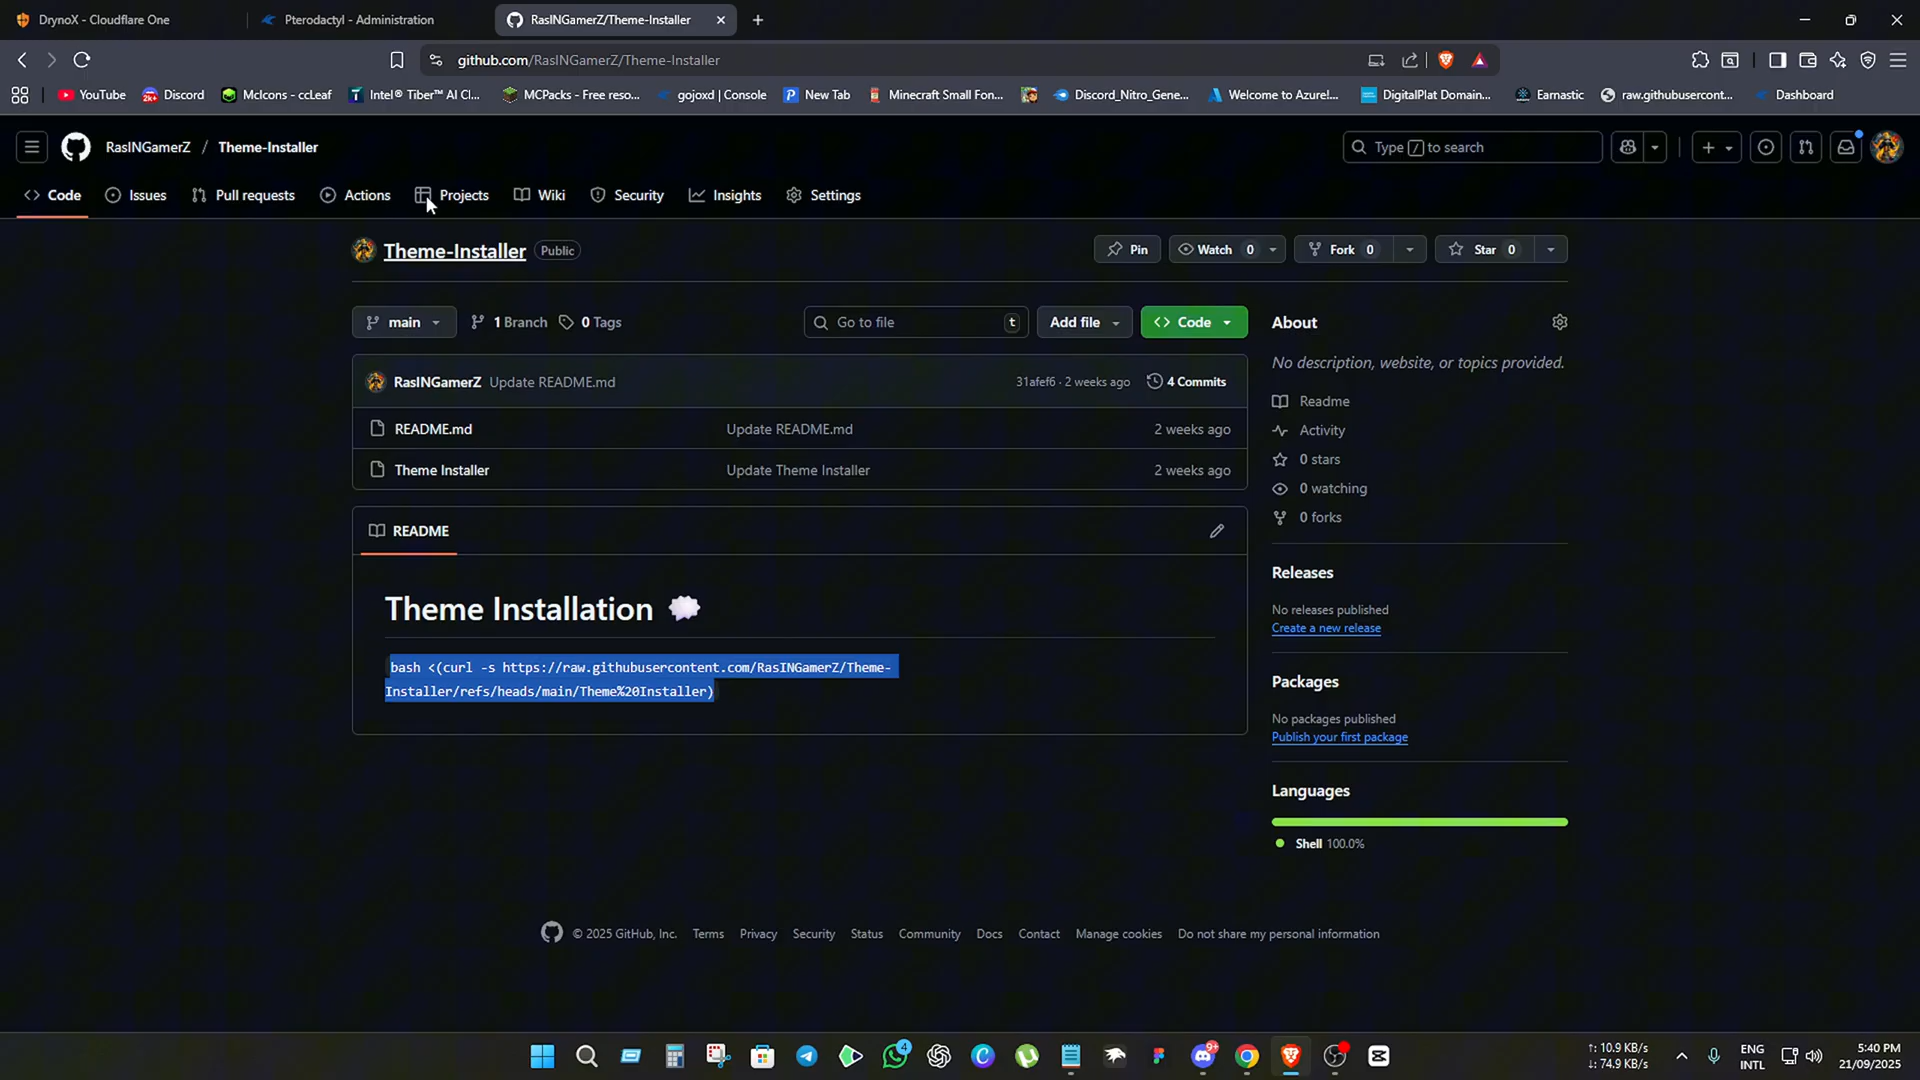 DrynoX - Cloudflare One
Pterodactyl - Administration
RasINGamerZ/Theme-Installer
github.com/RasINGamerZ/Theme-Installer
YouTube
Discord
McIcons - ccLeaf
Intel® Tiber™ AI Cl...
MCPacks - Free reso...
gojoxd | Console
New Tab
Minecraft Small Fon...
Discord_Nitro_Gene...
Welcome to Azure!...
DigitalPlat Domain...
Earnastic
raw.githubusercont...
Dashboard
RasINGamerZ / Theme-Installer
Type / to search
Code
Issues
Pull requests
Actions
Projects
Wiki
Security
Insights
Settings
Theme-Installer Public
Pin
Watch 0
Fork 0
Star 0
main
1 Branch
0 Tags
Go to file t
Add file
Code
RasINGamerZ Update README.md 31afef6 · 2 weeks ago 4 Commits
README.md Update README.md 2 weeks ago
Theme Installer Update Theme Installer 2 weeks ago
README
Theme Installation
bash <(curl -s https://raw.githubusercontent.com/RasINGamerZ/Theme-
Installer/refs/heads/main/Theme%20Installer)
About
No description, website, or topics provided.
Readme
Activity
0 stars
0 watching
0 forks
Releases
No releases published
Create a new release
Packages
No packages published
Publish your first package
Languages
Shell 100.0%
© 2025 GitHub, Inc. Terms Privacy Security Status Community Docs Contact Manage cookies Do not share my personal information
4
9+
↑: 10.9 KB/s
↓: 74.9 KB/s
ENG
INTL
5:40 PM
21/09/2025